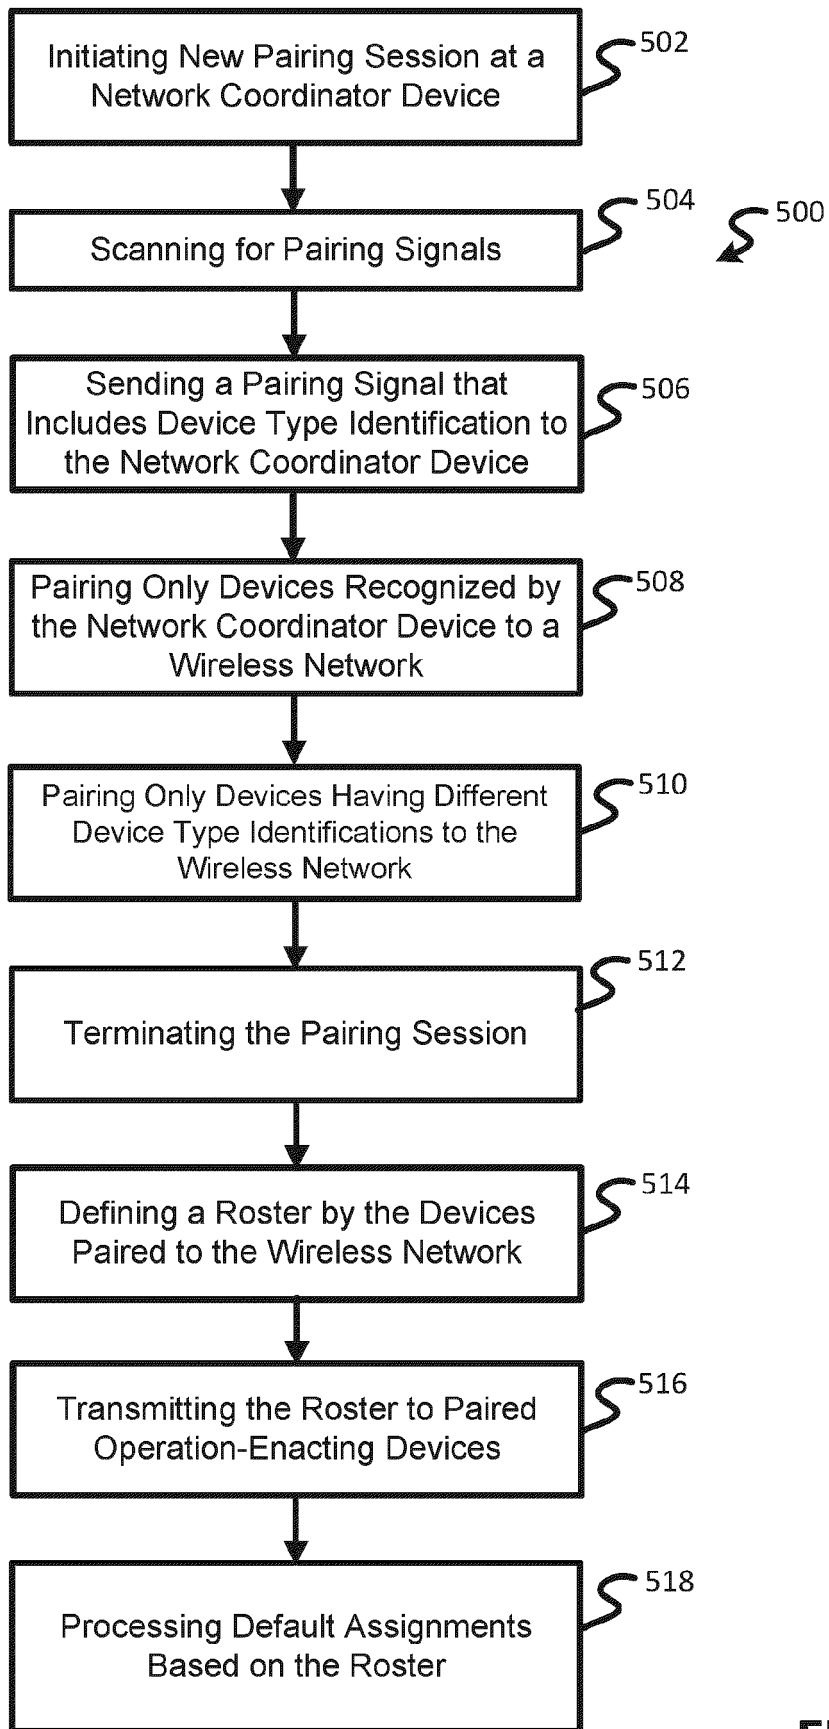 Initiating New Pairing Session at a
Network Coordinator Device
502
Scanning for Pairing Signals
504
500
Sending a Pairing Signal that
Includes Device Type Identification to
the Network Coordinator Device
506
Pairing Only Devices Recognized by
the Network Coordinator Device to a
Wireless Network
508
Pairing Only Devices Having Different
Device Type Identifications to the
Wireless Network
510
Terminating the Pairing Session
512
Defining a Roster by the Devices
Paired to the Wireless Network
514
Transmitting the Roster to Paired
Operation-Enacting Devices
516
Processing Default Assignments
Based on the Roster
518